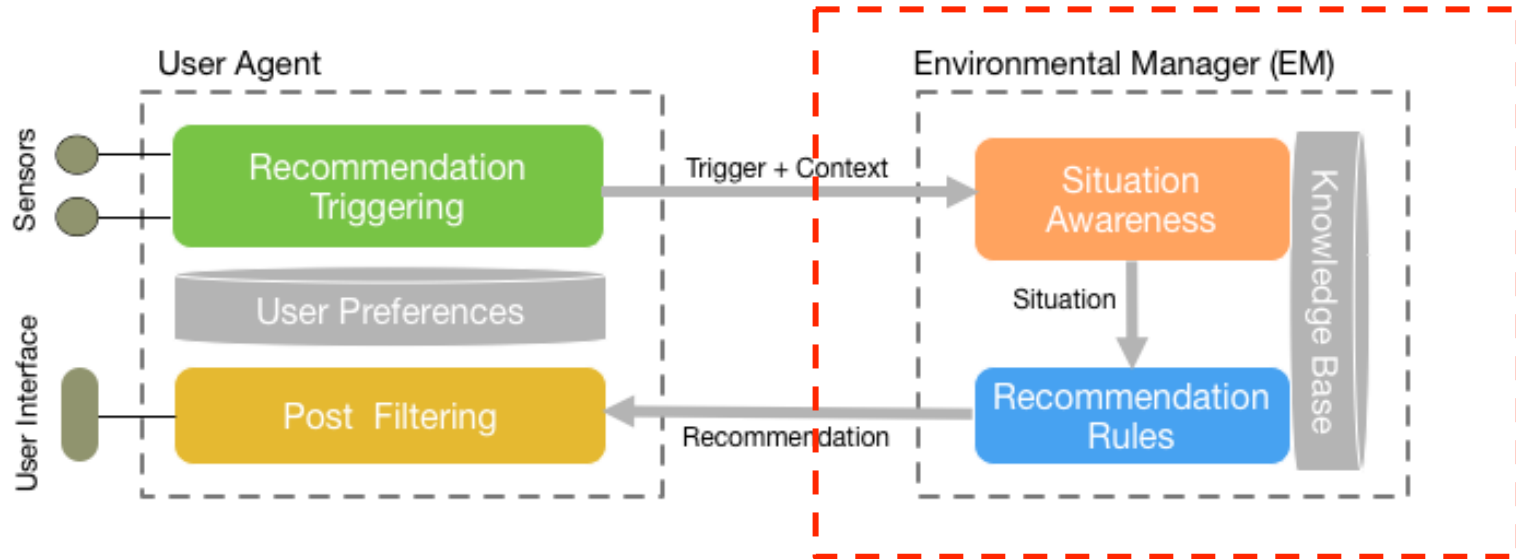 User Agent
Environmental Manager (EM)
Sensors
Recommendation
Triggering
Trigger + Context
Situation
Awareness
Knowledge Base
User Preferences
Situation
User Interface
Post Filtering
Recommendation
Recommendation
Rules